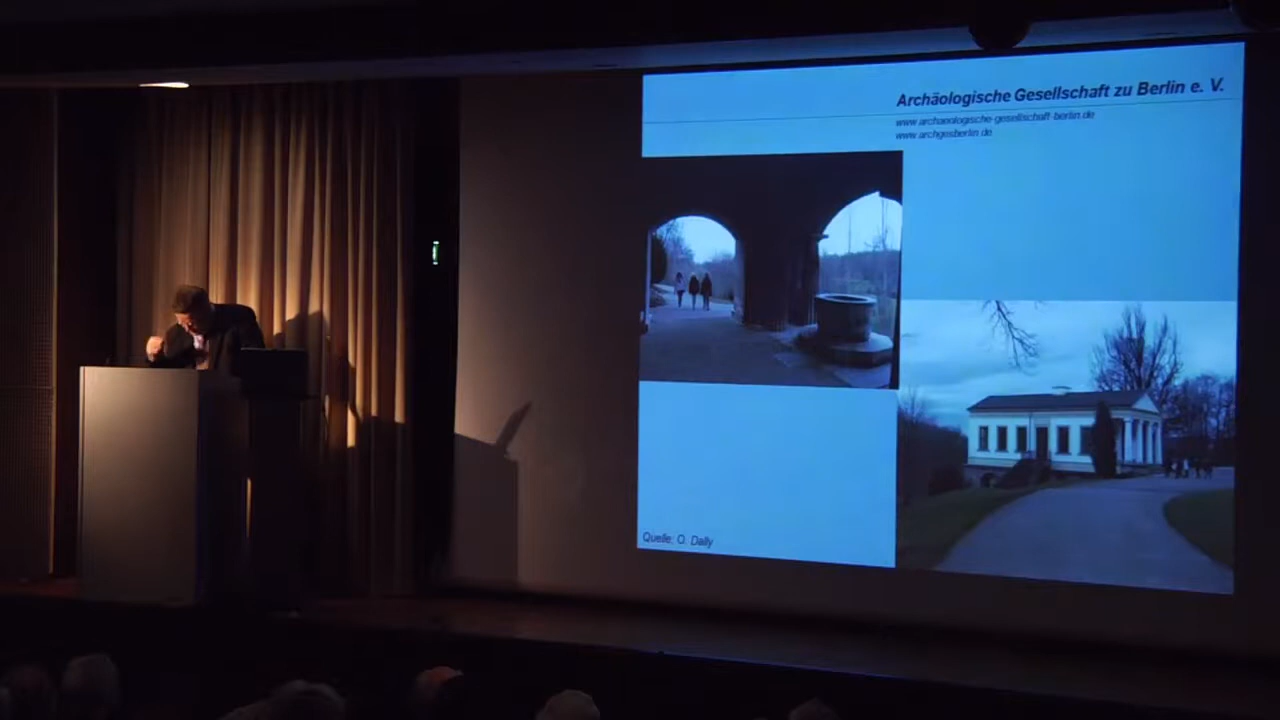 Archäologische Gesellschaft zu Berlin e. V.
www.archaeologische-gesellschaft-berlin.de
www.archgesberlin.de
Quelle: O. Dally